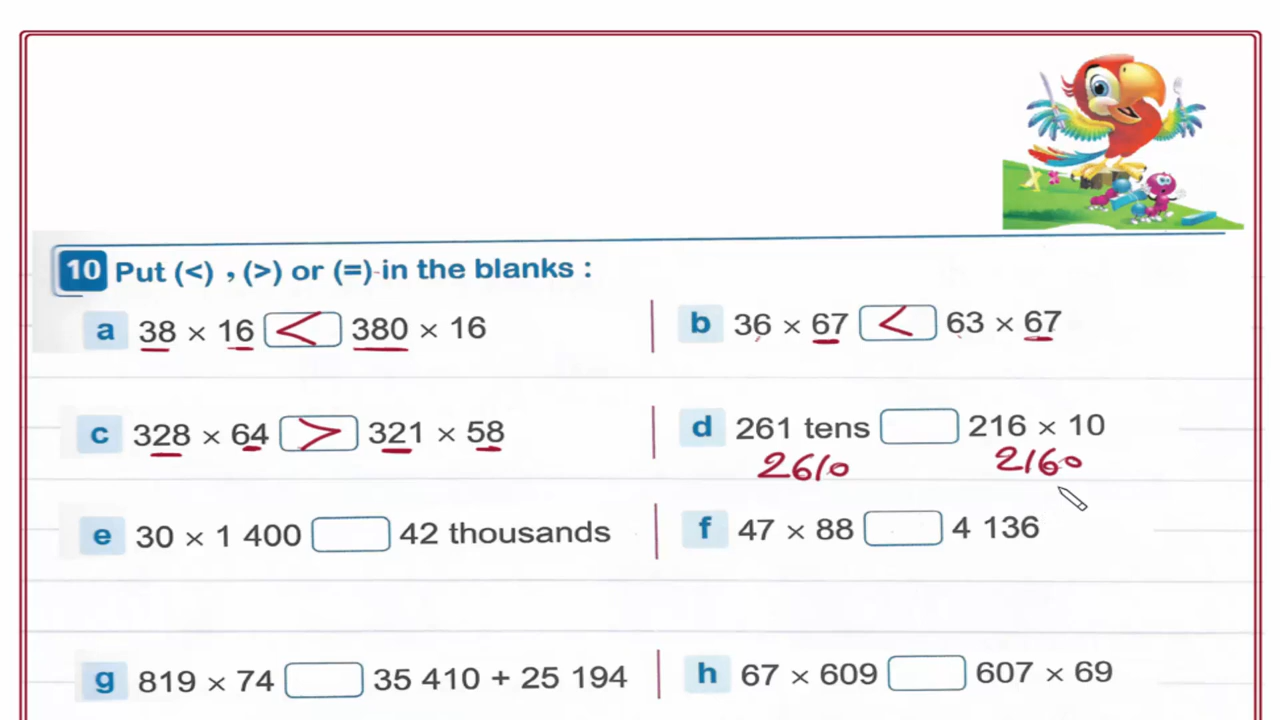 10 Put (<) , (>) or (=) in the blanks :
a 38 × 16 < 380 × 16
b 36 × 67 < 63 × 67
c 328 × 64 > 321 × 58
d 261 tens 216 × 10
2610 2160
e 30 × 1 400 42 thousands
f 47 × 88 4 136
g 819 × 74 35 410 + 25 194
h 67 × 609 607 × 69